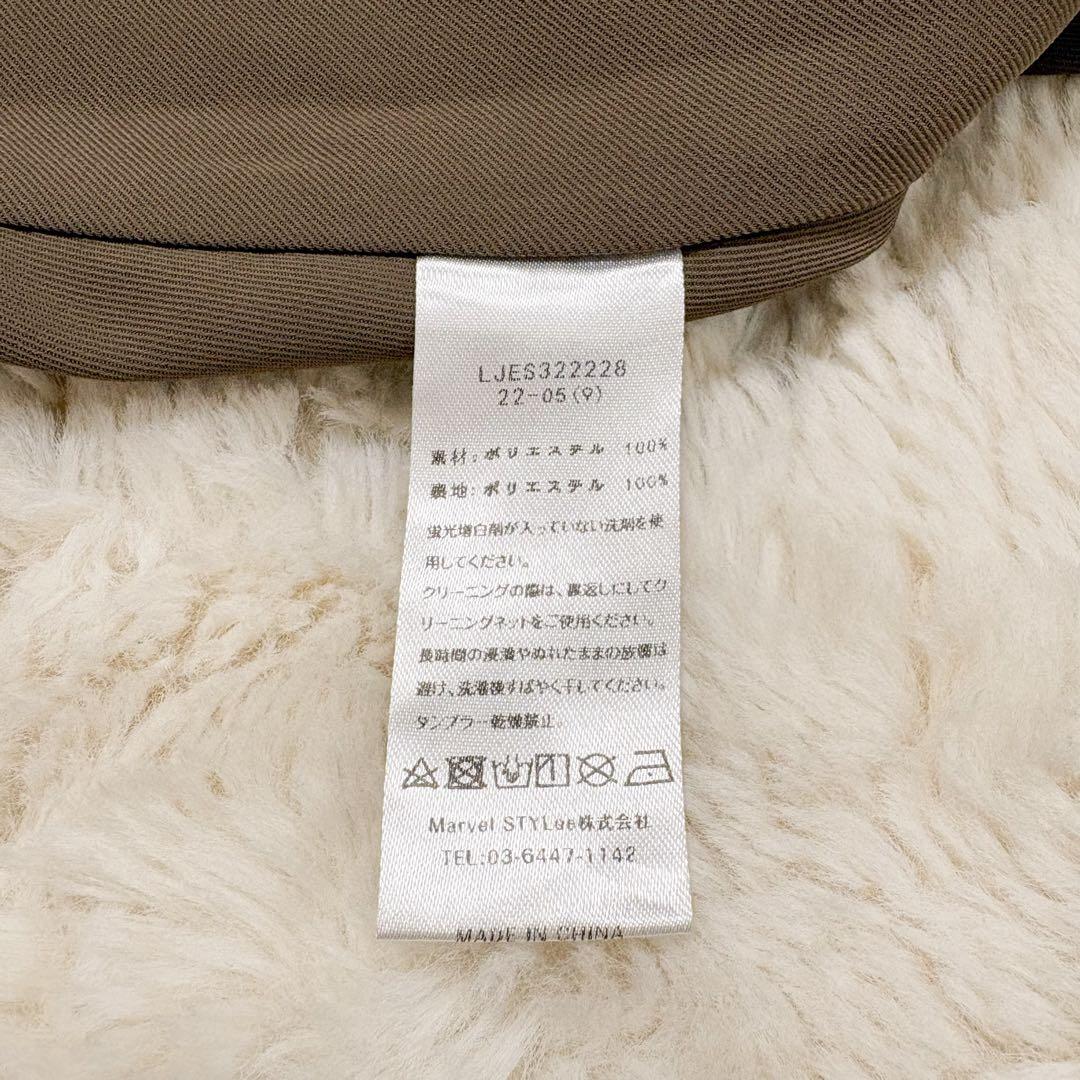 LJES322228
22-05(9)
素材:ポリエステル 100%
裏地:ポリエステル 100%
蛍光増白剤が入っていない洗剤を使
用してください。
クリーニングの際は、裏返しにしてク
リーニングネットをご使用ください。
長時間の浸漬やぬれたままの放置は
避け、洗濯後すばやく干してください。
タンブラー乾燥禁止。
Marvel STYLee株式会社
TEL:03-6447-1142
MADE IN CHINA